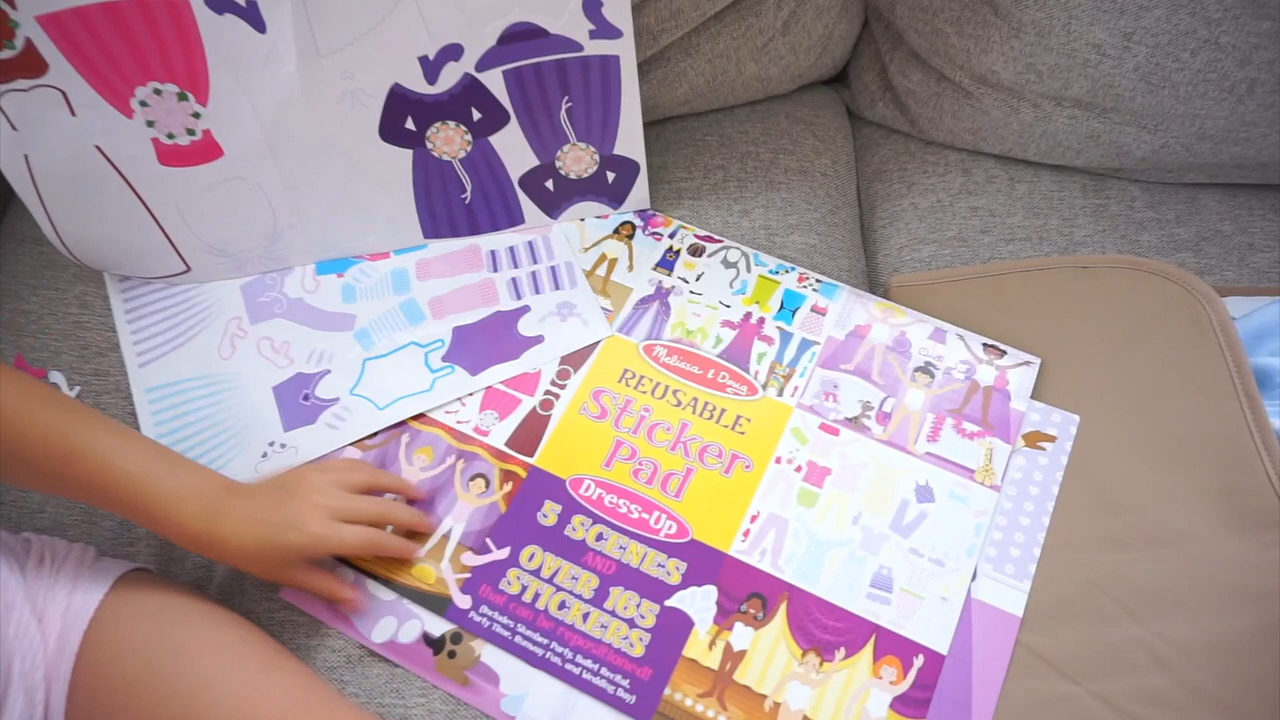 Melissa & Doug
REUSABLE
Sticker
Pad
Dress-Up
5 SCENES
AND
OVER 165
STICKERS
that can be repositioned!
(Includes Slumber Party, Ballet Recital,
Party Time, Runway Fun, and Wedding Day)